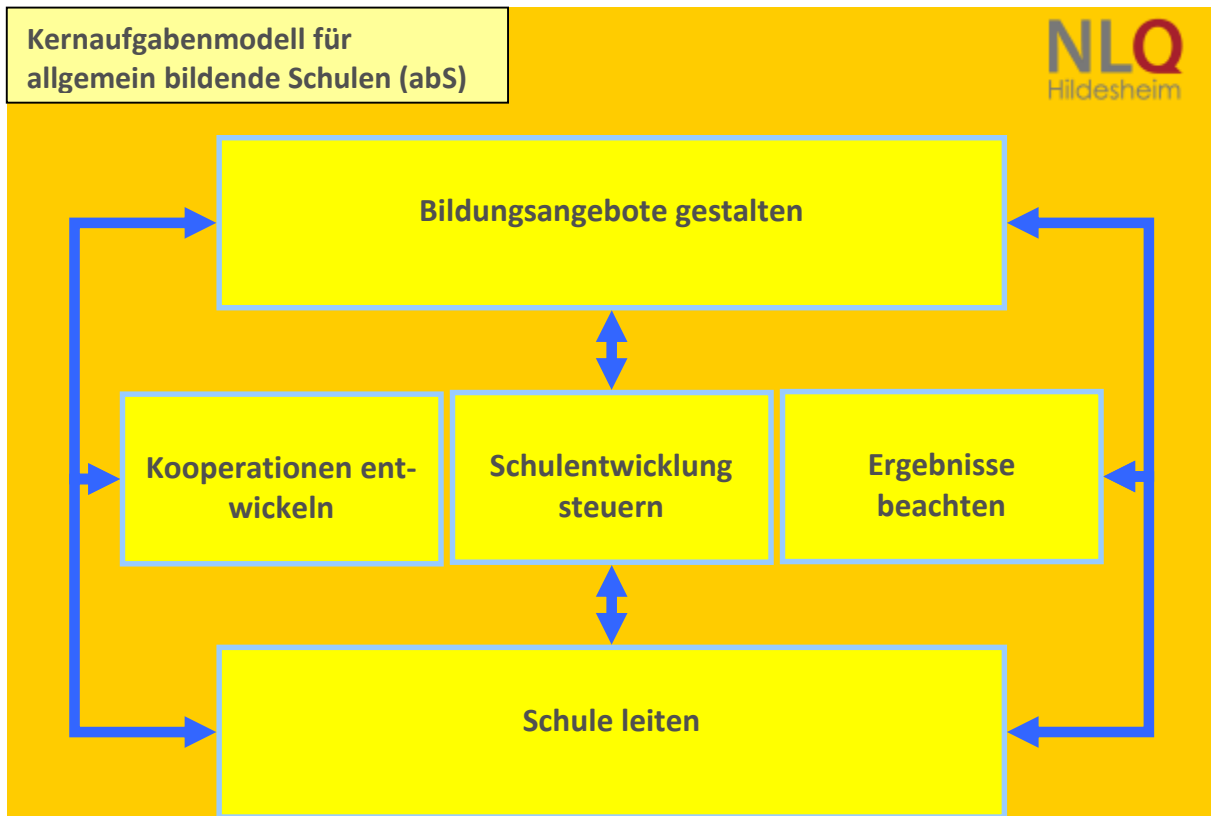 Kernaufgabenmodell für
allgemein bildende Schulen (abS)
NLQ
Hildesheim
Bildungsangebote gestalten
Kooperationen ent-
wickeln
Schulentwicklung
steuern
Ergebnisse
beachten
Schule leiten